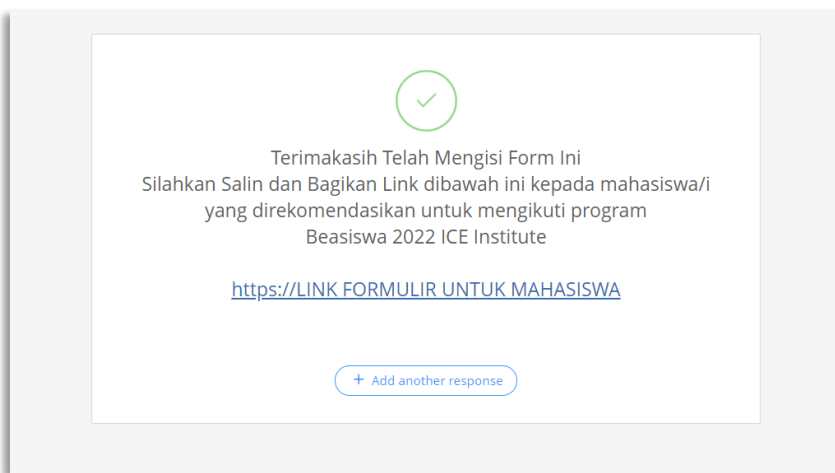 Terimakasih Telah Mengisi Form Ini
Silahkan Salin dan Bagikan Link dibawah ini kepada mahasiswa/i
yang direkomendasikan untuk mengikuti program
Beasiswa 2022 ICE Institute
https://LINK FORMULIR UNTUK MAHASISWA
+ Add another response